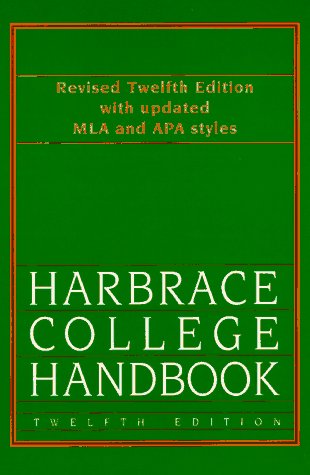 Revised Twelfth Edition
with updated
MLA and APA styles
HARBRACE
COLLEGE
HANDBOOK
TWELFTH EDITION